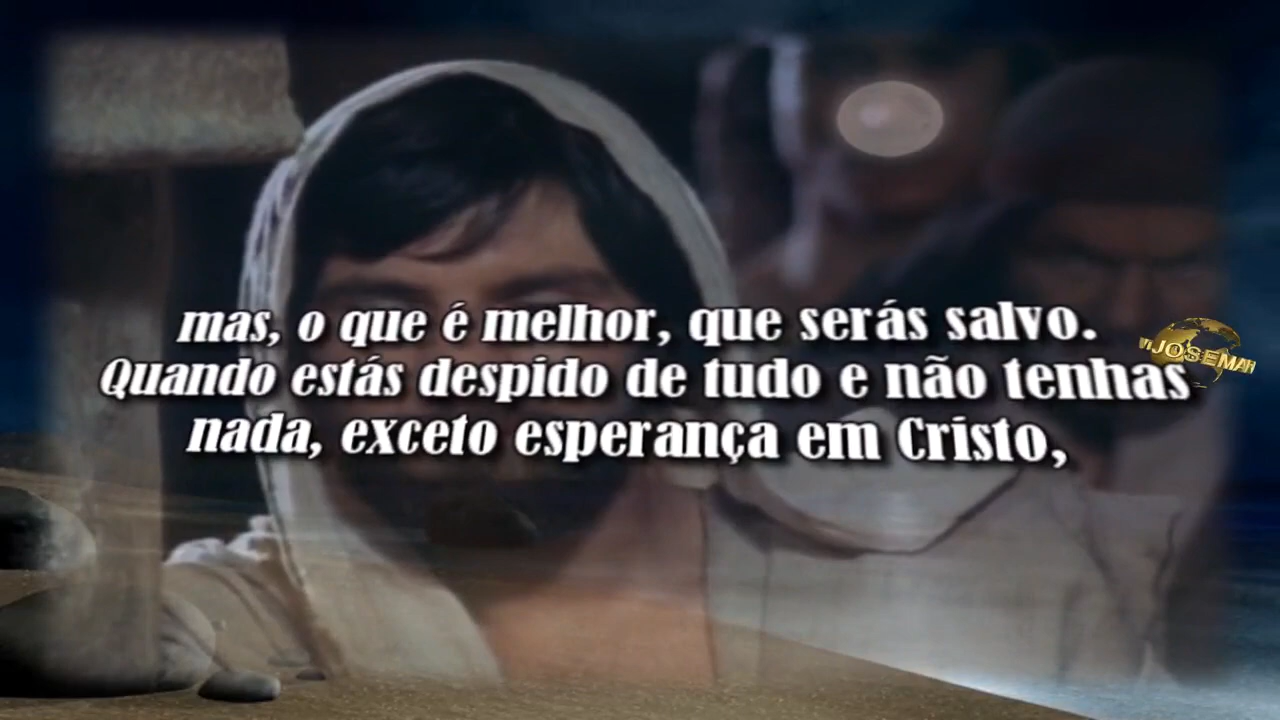 mas, o que é melhor, que serás salvo.
Quando estás despido de tudo e não tenhas
nada, exceto esperança em Cristo,
JOSEMAR